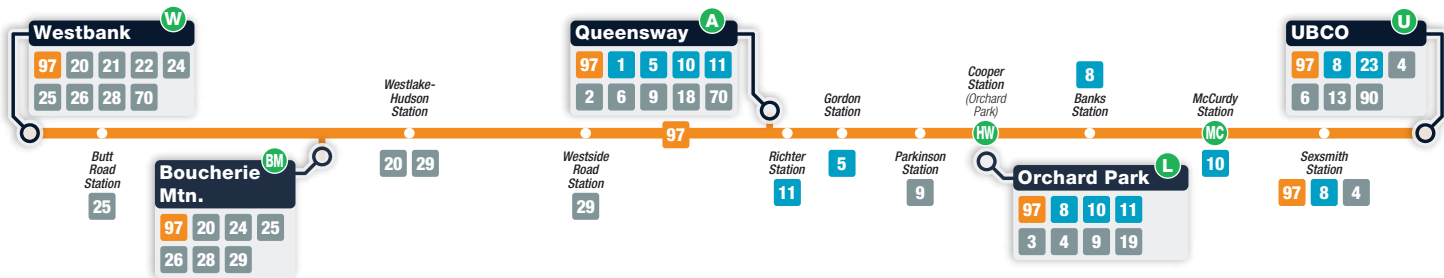 W
Westbank
97 20 21 22 24
25 26 28 70
Butt
Road
Station
25
BM
Boucherie
Mtn.
97 20 24 25
26 28 29
Westlake-
Hudson
Station
20 29
Westside
Road
Station
29
A
Queensway
97 1 5 10 11
2 6 9 18 70
97
Richter
Station
11
Gordon
Station
5
Parkinson
Station
9
Cooper
Station
(Orchard
Park)
HW
L
Orchard Park
97 8 10 11
3 4 9 19
8
Banks
Station
McCurdy
Station
MC
10
Sexsmith
Station
97 8 4
U
UBCO
97 8 23 4
6 13 90